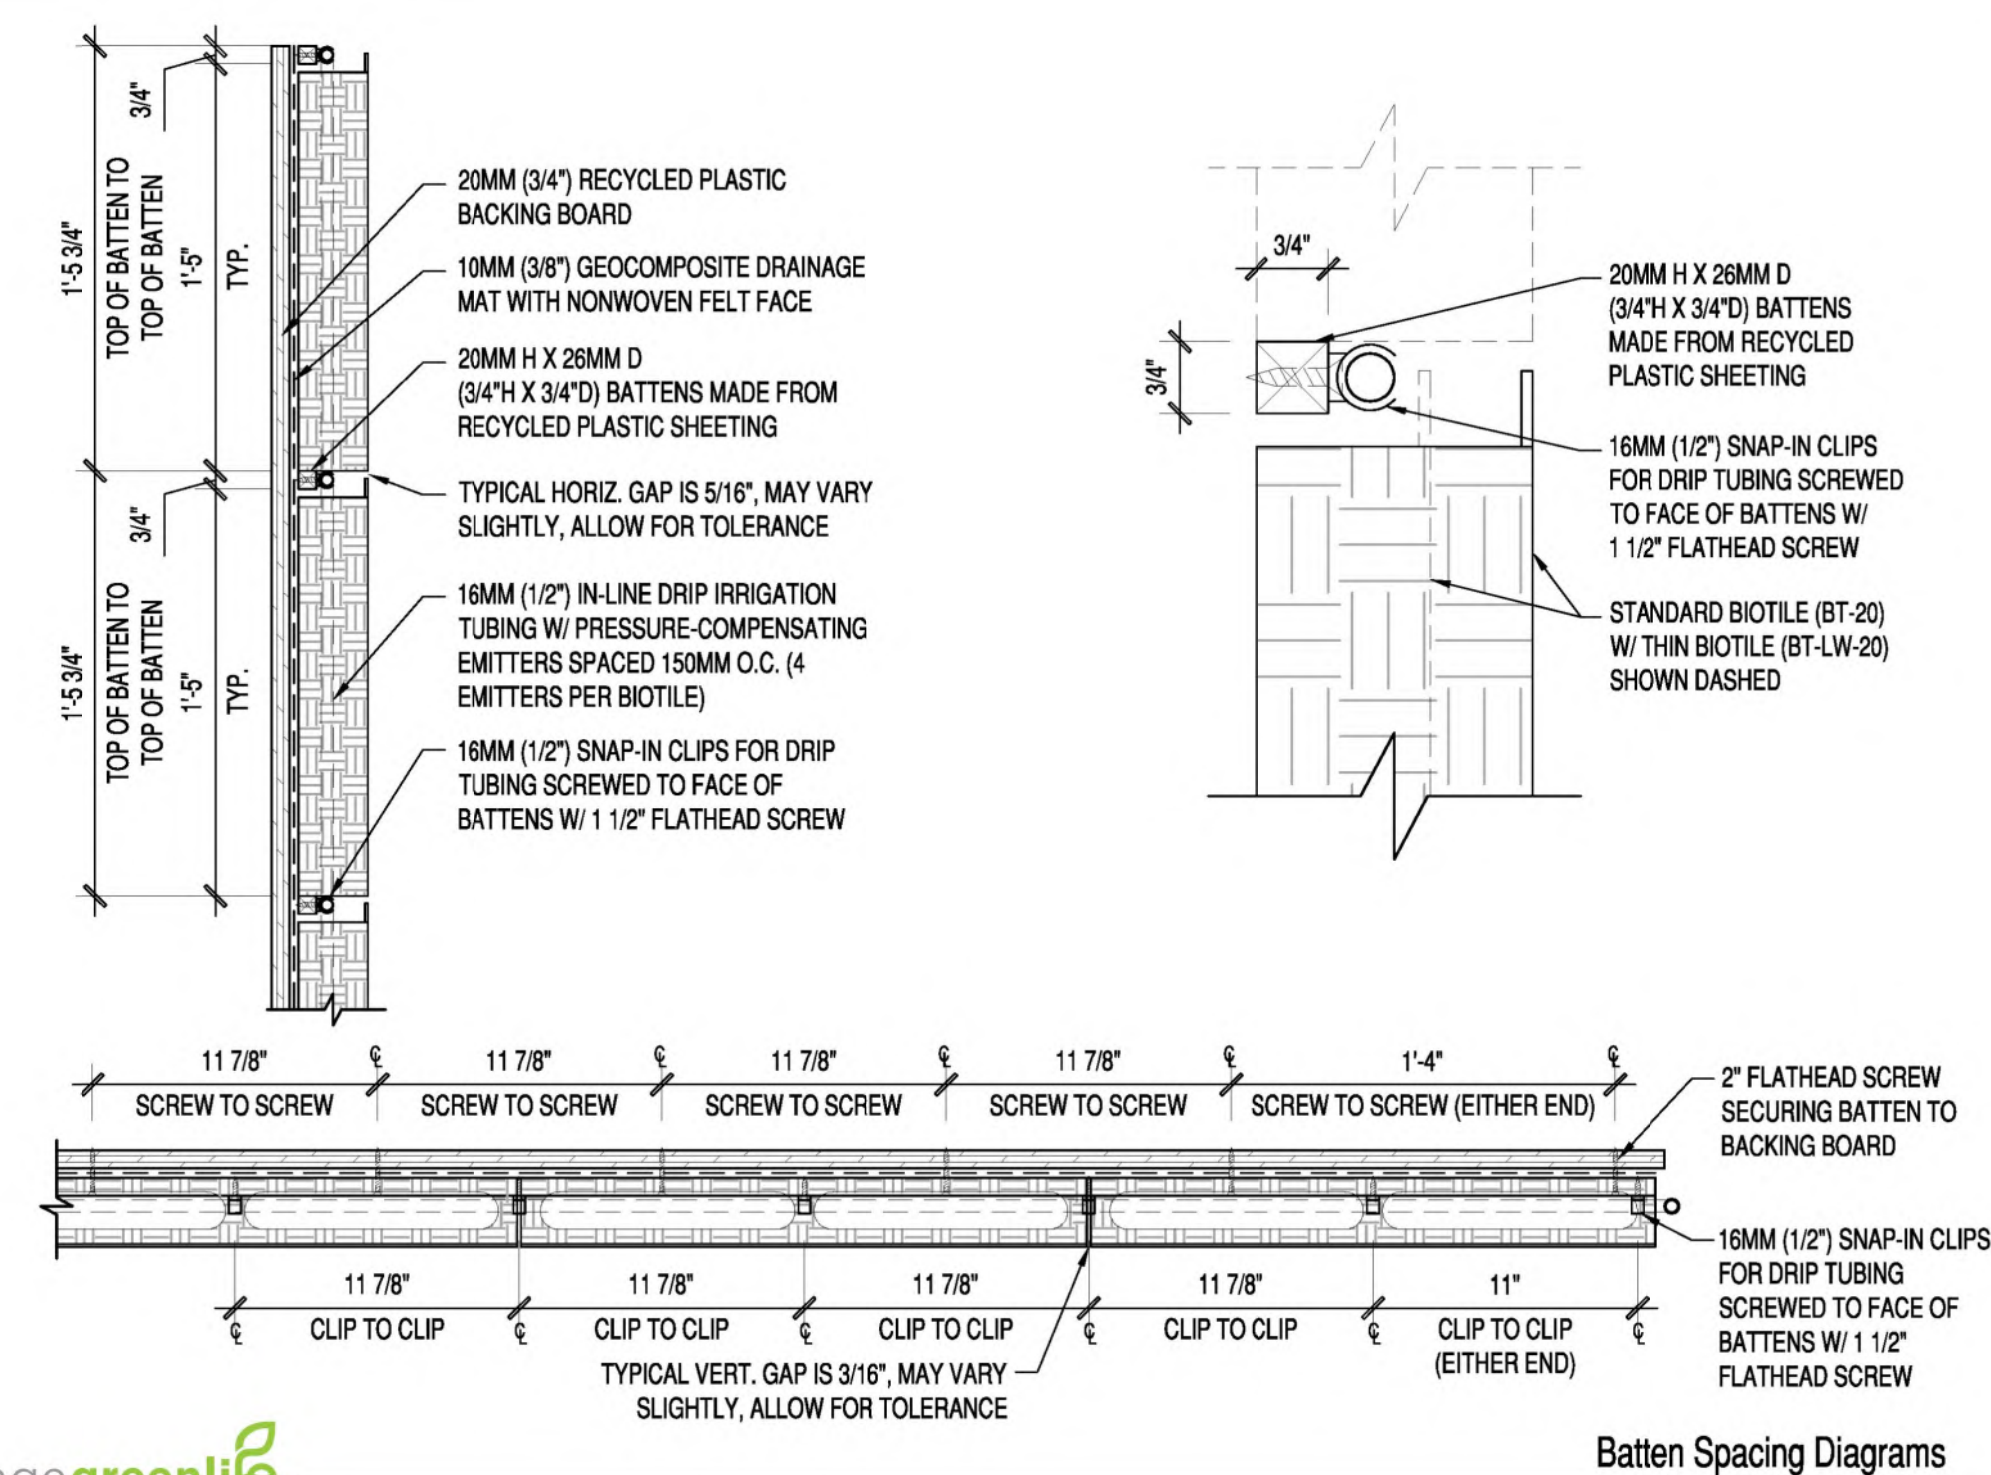 3/4"
1'-5 3/4"
TOP OF BATTEN TO
TOP OF BATTEN
1'-5"
TYP.
3/4"
1'-5 3/4"
TOP OF BATTEN TO
TOP OF BATTEN
1'-5"
TYP.
20MM (3/4") RECYCLED PLASTIC
BACKING BOARD
10MM (3/8") GEOCOMPOSITE DRAINAGE
MAT WITH NONWOVEN FELT FACE
20MM H X 26MM D
(3/4"H X 3/4"D) BATTENS MADE FROM
RECYCLED PLASTIC SHEETING
TYPICAL HORIZ. GAP IS 5/16", MAY VARY
SLIGHTLY, ALLOW FOR TOLERANCE
16MM (1/2") IN-LINE DRIP IRRIGATION
TUBING W/ PRESSURE-COMPENSATING
EMITTERS SPACED 150MM O.C. (4
EMITTERS PER BIOTILE)
16MM (1/2") SNAP-IN CLIPS FOR DRIP
TUBING SCREWED TO FACE OF
BATTENS W/ 1 1/2" FLATHEAD SCREW
3/4"
3/4"
20MM H X 26MM D
(3/4"H X 3/4"D) BATTENS
MADE FROM RECYCLED
PLASTIC SHEETING
16MM (1/2") SNAP-IN CLIPS
FOR DRIP TUBING SCREWED
TO FACE OF BATTENS W/
1 1/2" FLATHEAD SCREW
STANDARD BIOTILE (BT-20)
W/ THIN BIOTILE (BT-LW-20)
SHOWN DASHED
11 7/8" ℄ 11 7/8" ℄ 11 7/8" ℄ 11 7/8" ℄ 1'-4" ℄
SCREW TO SCREW SCREW TO SCREW SCREW TO SCREW SCREW TO SCREW SCREW TO SCREW (EITHER END)
2" FLATHEAD SCREW
SECURING BATTEN TO
BACKING BOARD
11 7/8" 11 7/8" 11 7/8" 11 7/8" 11"
℄ CLIP TO CLIP ℄ CLIP TO CLIP ℄ CLIP TO CLIP ℄ CLIP TO CLIP ℄ CLIP TO CLIP ℄
(EITHER END)
TYPICAL VERT. GAP IS 3/16", MAY VARY
SLIGHTLY, ALLOW FOR TOLERANCE
16MM (1/2") SNAP-IN CLIPS
FOR DRIP TUBING
SCREWED TO FACE OF
BATTENS W/ 1 1/2"
FLATHEAD SCREW
Batten Spacing Diagrams